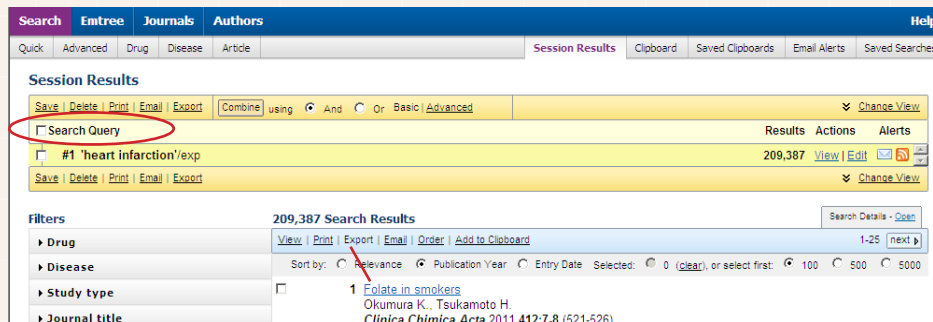 Search Emtree Journals Authors Help
Quick Advanced Drug Disease Article Session Results Clipboard Saved Clipboards Email Alerts Saved Searches
Session Results
Save | Delete | Print | Email | Export Combine using And Or Basic | Advanced Change View
Search Query Results Actions Alerts
#1 'heart infarction'/exp 209,387 View | Edit
Save | Delete | Print | Email | Export Change View
Filters 209,387 Search Results Search Details - Open
Drug View | Print | Export | Email | Order | Add to Clipboard 1-25 next
Disease Sort by: Relevance Publication Year Entry Date Selected: 0 (clear), or select first: 100 500 5000
Study type 1 Folate in smokers
Okumura K., Tsukamoto H.
Journal title Clinica Chimica Acta 2011 412:7-8 (521-526)